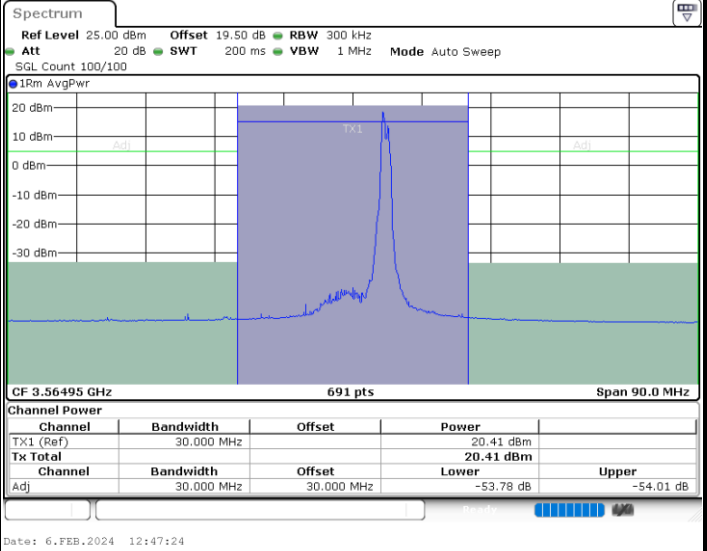 Spectrum
Ref Level 25.00 dBm Offset 19.50 dB RBW 300 kHz
Att 20 dB SWT 200 ms VBW 1 MHz Mode Auto Sweep
SGL Count 100/100
1Rm AvgPwr
20 dBm
TX1
10 dBm
Adj Adj
0 dBm
-10 dBm
-20 dBm
-30 dBm
CF 3.56495 GHz 691 pts Span 90.0 MHz
Channel Power
Channel Bandwidth Offset Power
TX1 (Ref) 30.000 MHz 20.41 dBm
Tx Total 20.41 dBm
Channel Bandwidth Offset Lower Upper
Adj 30.000 MHz 30.000 MHz -53.78 dB -54.01 dB
Ready
Date: 6.FEB.2024 12:47:24